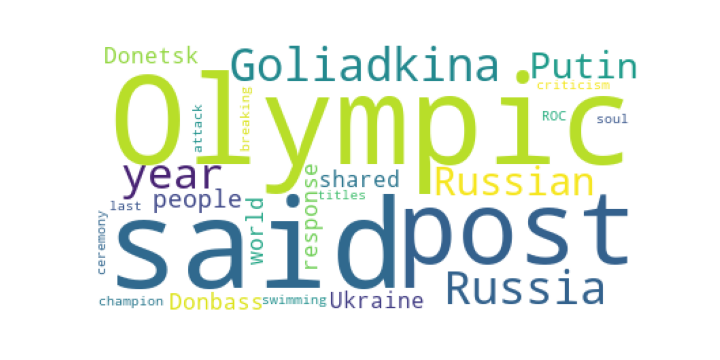 Donetsk
Goliadkina
Putin
Olympic
criticism
attack
breaking
ROC
soul
year
response
shared
Russian
people
titles
last
world
said
post
ceremony
Russia
champion
Donbass
swimming
Ukraine